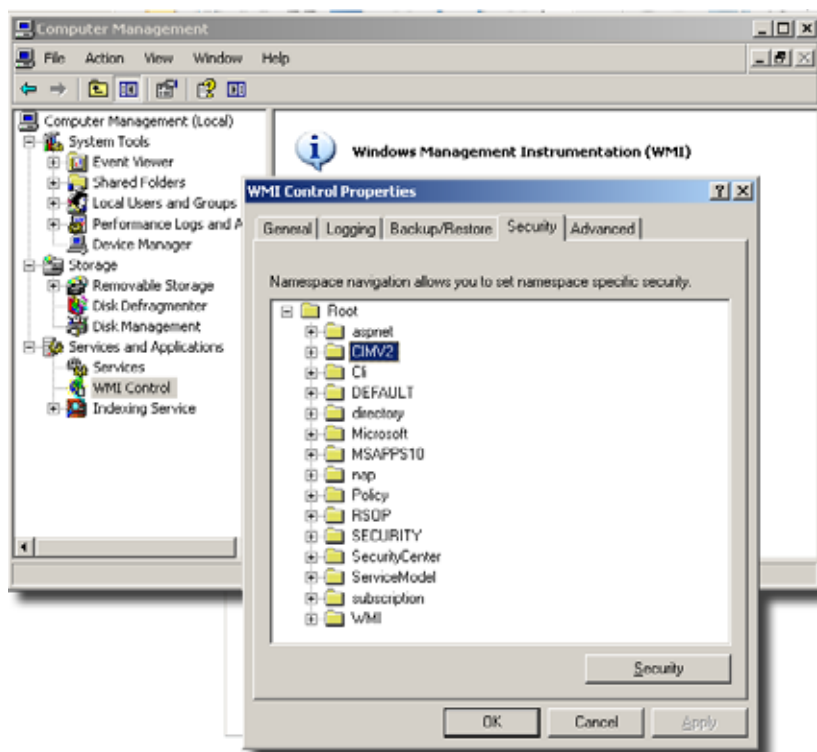 Computer Management
File Action View Window Help
Computer Management (Local)
System Tools
Event Viewer
Shared Folders
Local Users and Groups
Performance Logs and A
Device Manager
Storage
Removable Storage
Disk Defragmenter
Disk Management
Services and Applications
Services
WMI Control
Indexing Service
Windows Management Instrumentation (WMI)
WMI Control Properties
General Logging Backup/Restore Security Advanced
Namespace navigation allows you to set namespace specific security.
Root
aspnet
CIMV2
Cli
DEFAULT
directory
Microsoft
MSAPPS10
nap
Policy
RSOP
SECURITY
SecurityCenter
ServiceModel
subscription
WMI
Security
OK Cancel Apply